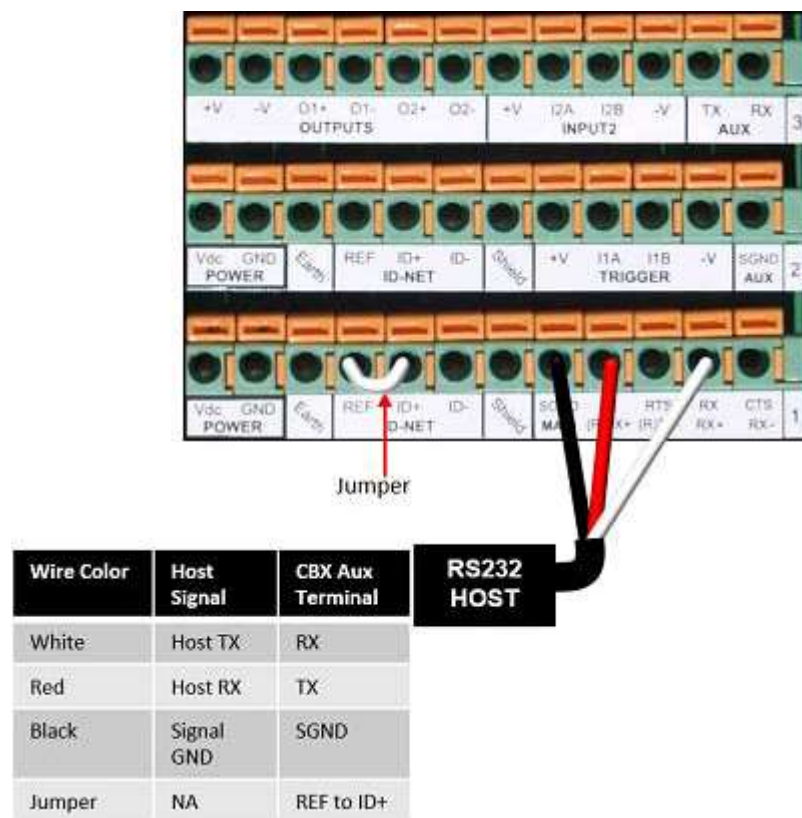 +V -V O1+ O1- O2+ O2- +V I2A I2B -V TX RX
OUTPUTS INPUT2 AUX 3
Vdc GND Earth REF ID+ ID- Shield +V I1A I1B -V SGND
POWER ID-NET TRIGGER AUX 2
Vdc GND Earth REF ID+ ID- Shield RTS RX CTS
POWER RX+ RX- 1
Jumper
RS232
HOST
Wire Color Host Signal CBX Aux Terminal
White Host TX RX
Red Host RX TX
Black Signal GND SGND
Jumper NA REF to ID+